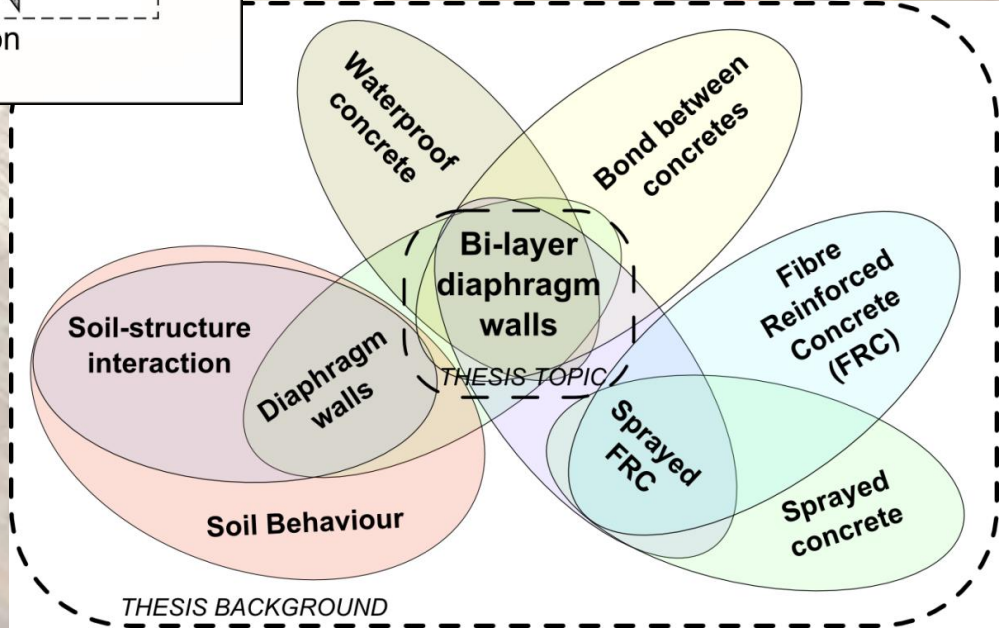 on
Waterproof
concrete
Bond between
concretes
Bi-layer
diaphragm
walls
THESIS TOPIC
Fibre
Reinforced
Concrete
(FRC)
Soil-structure
interaction
Diaphragm
walls
Sprayed
FRC
Sprayed
concrete
Soil Behaviour
THESIS BACKGROUND